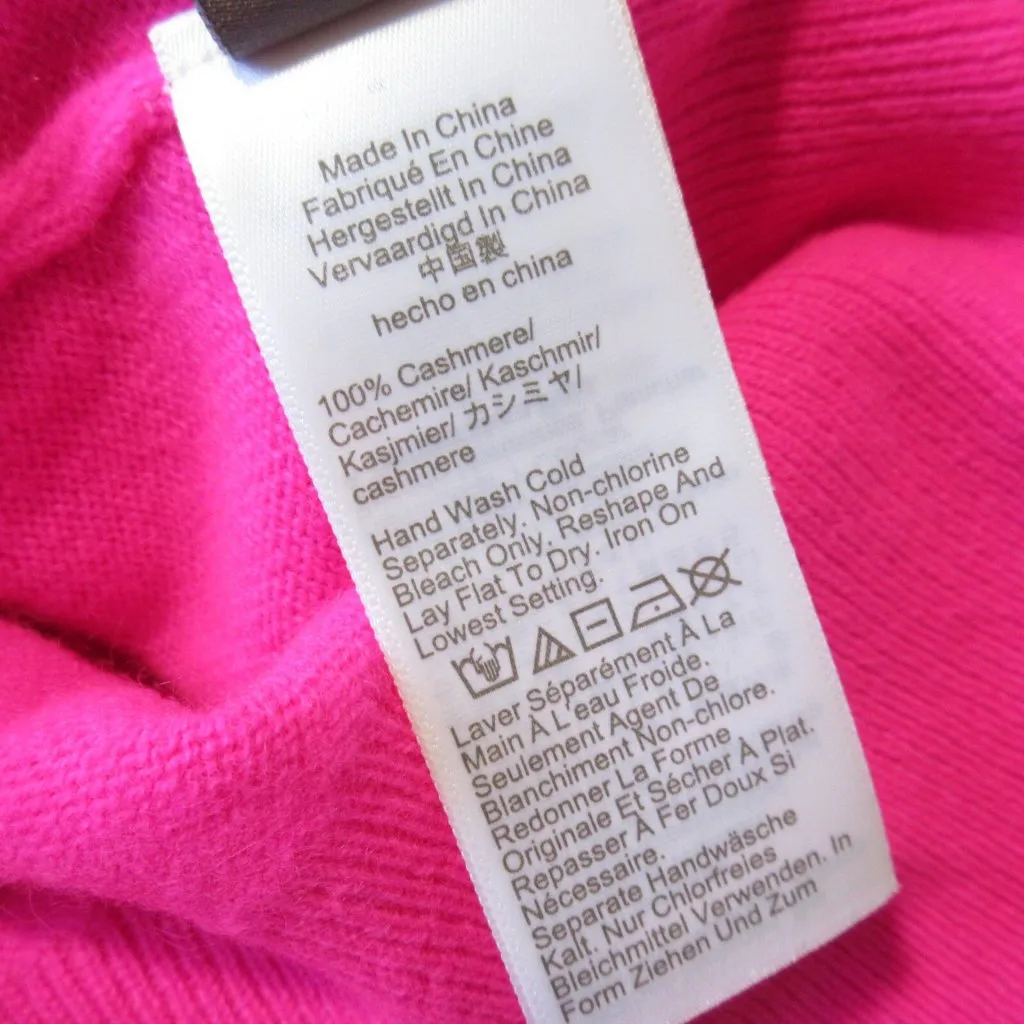 Made In China
Fabriqué En Chine
Hergestellt In China
Vervaardigd In China
中国製
hecho en china
100% Cashmere/
Cachemire/ Kaschmir/
Kasjmier/ カシミヤ/
cashmere
Hand Wash Cold
Separately. Non-chlorine
Bleach Only. Reshape And
Lay Flat To Dry. Iron On
Lowest Setting.
Laver Séparément À La
Main À L'eau Froide.
Seulement Agent De
Blanchiment Non-chlore.
Redonner La Forme
Originale Et Sécher À Plat.
Repasser À Fer Doux Si
Nécessaire.
Separate Handwäsche
Kalt. Nur Chlorfreies
Bleichmittel Verwenden. In
Form Ziehen Und Zum